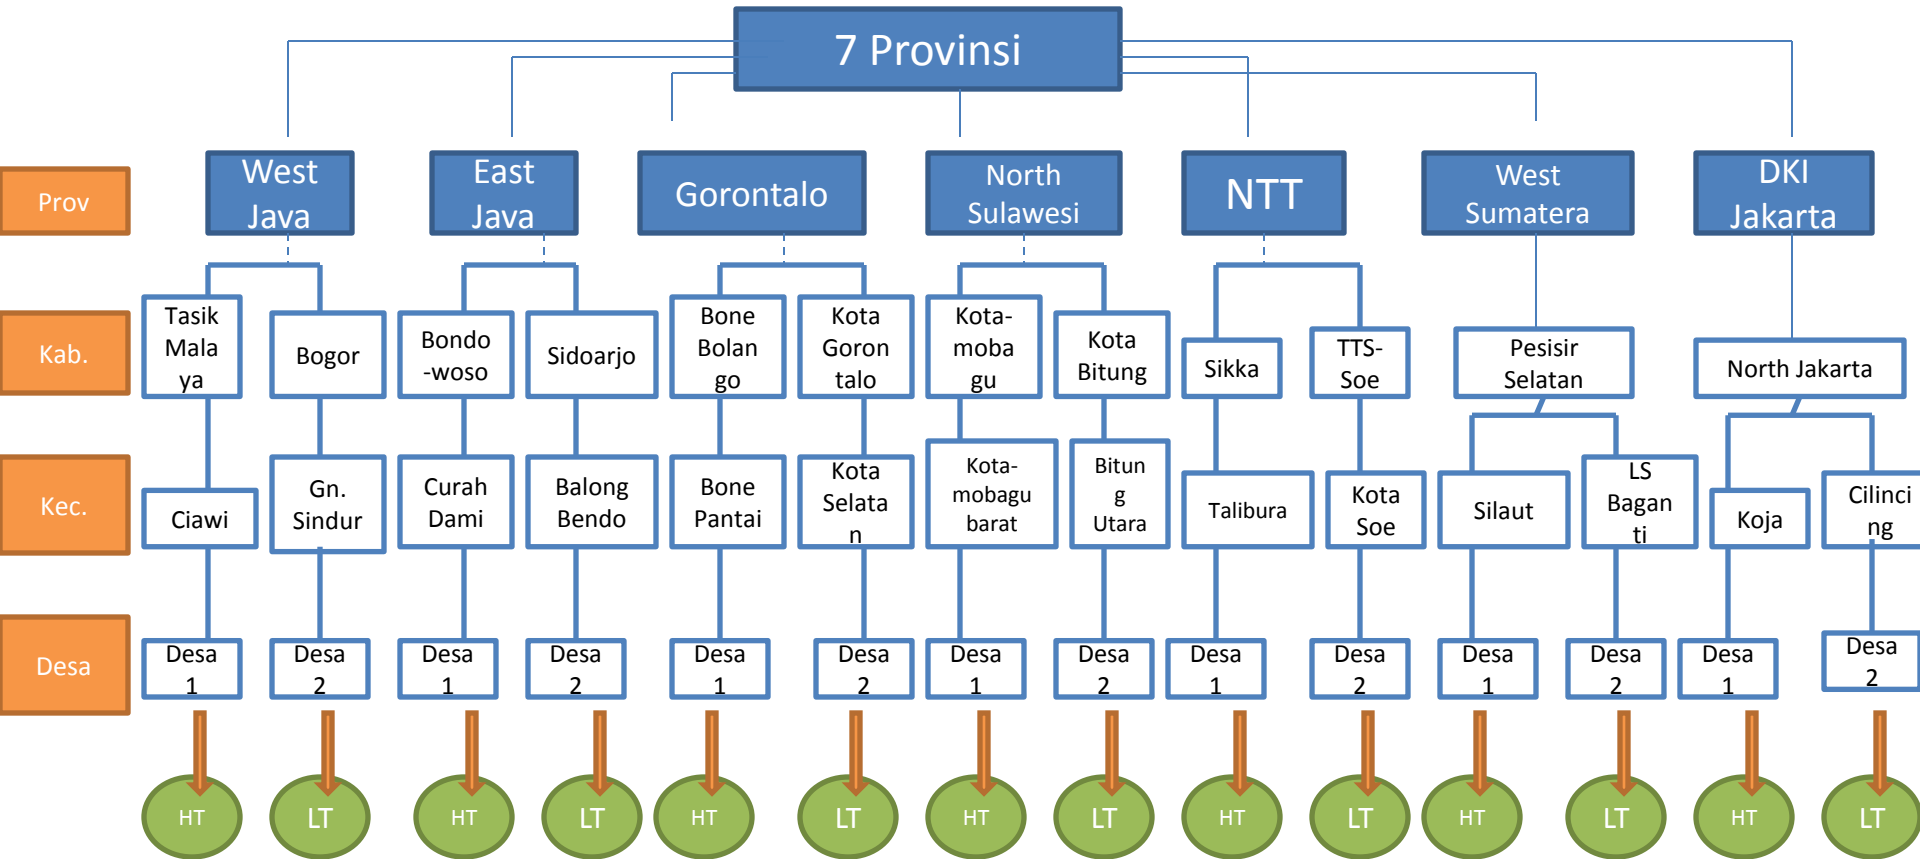 7 Provinsi
Prov
West
Java
East
Java
Gorontalo
North
Sulawesi
NTT
West
Sumatera
DKI
Jakarta
Kab.
Tasik
Mala
ya
Bogor
Bondo
-woso
Sidoarjo
Bone
Bolan
go
Kota
Goron
talo
Kota-
moba
gu
Kota
Bitung
Sikka
TTS-
Soe
Pesisir
Selatan
North Jakarta
Kec.
Ciawi
Gn.
Sindur
Curah
Dami
Balong
Bendo
Bone
Pantai
Kota
Selata
n
Kota-
mobagu
barat
Bitun
g
Utara
Talibura
Kota
Soe
Silaut
LS
Bagan
ti
Koja
Cilinci
ng
Desa
Desa
1
Desa
2
Desa
1
Desa
2
Desa
1
Desa
2
Desa
1
Desa
2
Desa
1
Desa
2
Desa
1
Desa
2
Desa
1
Desa
2
HT
LT
HT
LT
HT
LT
HT
LT
HT
LT
HT
LT
HT
LT